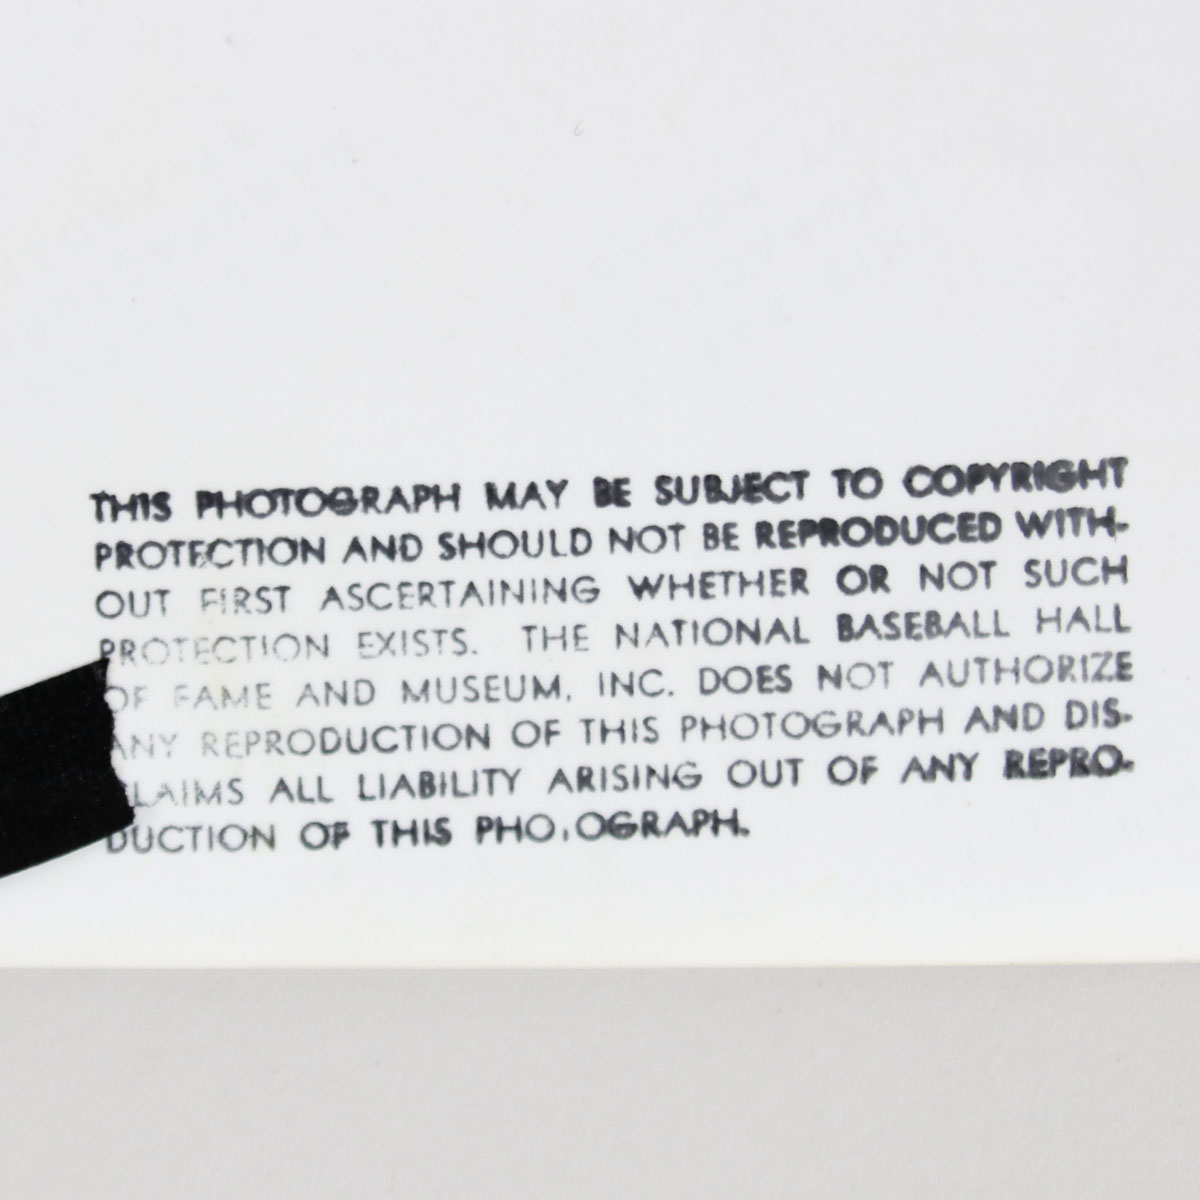 THIS PHOTOGRAPH MAY BE SUBJECT TO COPYRIGHT
PROTECTION AND SHOULD NOT BE REPRODUCED WITH-
OUT FIRST ASCERTAINING WHETHER OR NOT SUCH
PROTECTION EXISTS. THE NATIONAL BASEBALL HALL
OF FAME AND MUSEUM, INC. DOES NOT AUTHORIZE
ANY REPRODUCTION OF THIS PHOTOGRAPH AND DIS-
CLAIMS ALL LIABILITY ARISING OUT OF ANY REPRO-
DUCTION OF THIS PHO.OGRAPH.